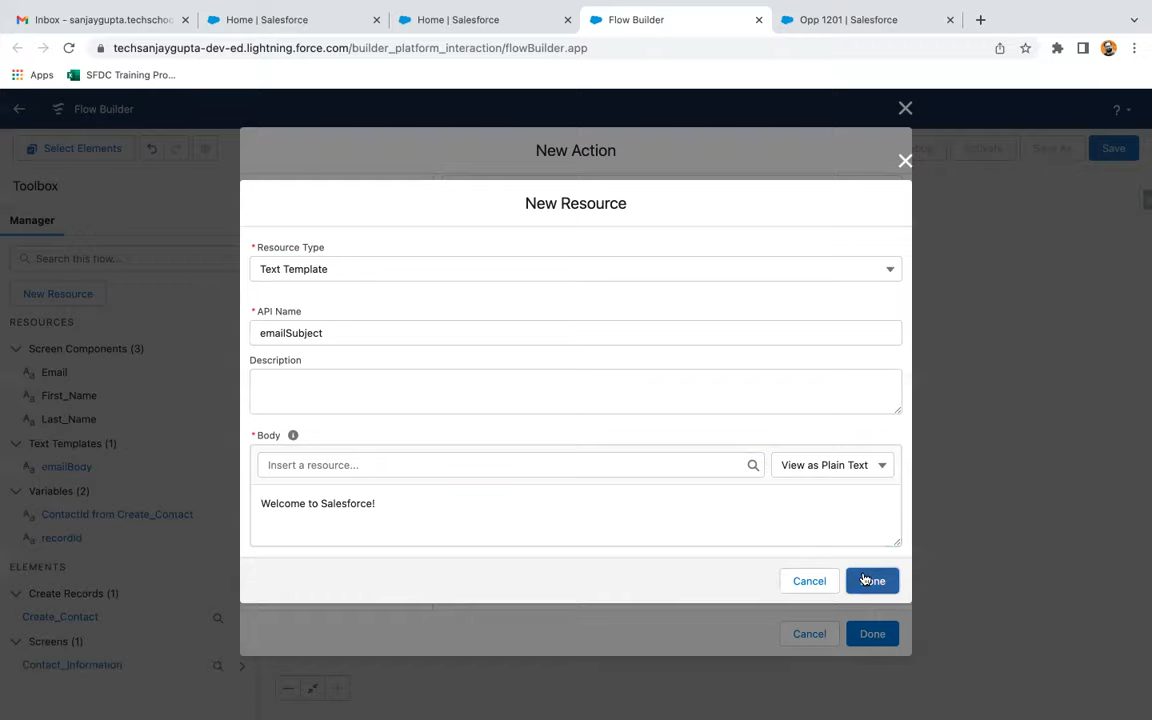 Inbox - sanjaygupta.techschoo
Home | Salesforce
Home | Salesforce
Flow Builder
Opp 1201 | Salesforce
techsanjaygupta-dev-ed.lightning.force.com/builder_platform_interaction/flowBuilder.app
Apps
SFDC Training Pro...
Flow Builder
?
Select Elements
New Action
Activate
Save As
Save
Toolbox
Manager
New Resource
Search this flow...
* Resource Type
Text Template
New Resource
RESOURCES
* API Name
Screen Components (3)
emailSubject
Description
Email
First_Name
Last_Name
* Body
Text Templates (1)
Insert a resource...
View as Plain Text
emailBody
Variables (2)
Welcome to Salesforce!
ContactId from Create_Contact
recordId
ELEMENTS
Cancel
Create Records (1)
Create_Contact
Screens (1)
Cancel
Done
Contact_Information